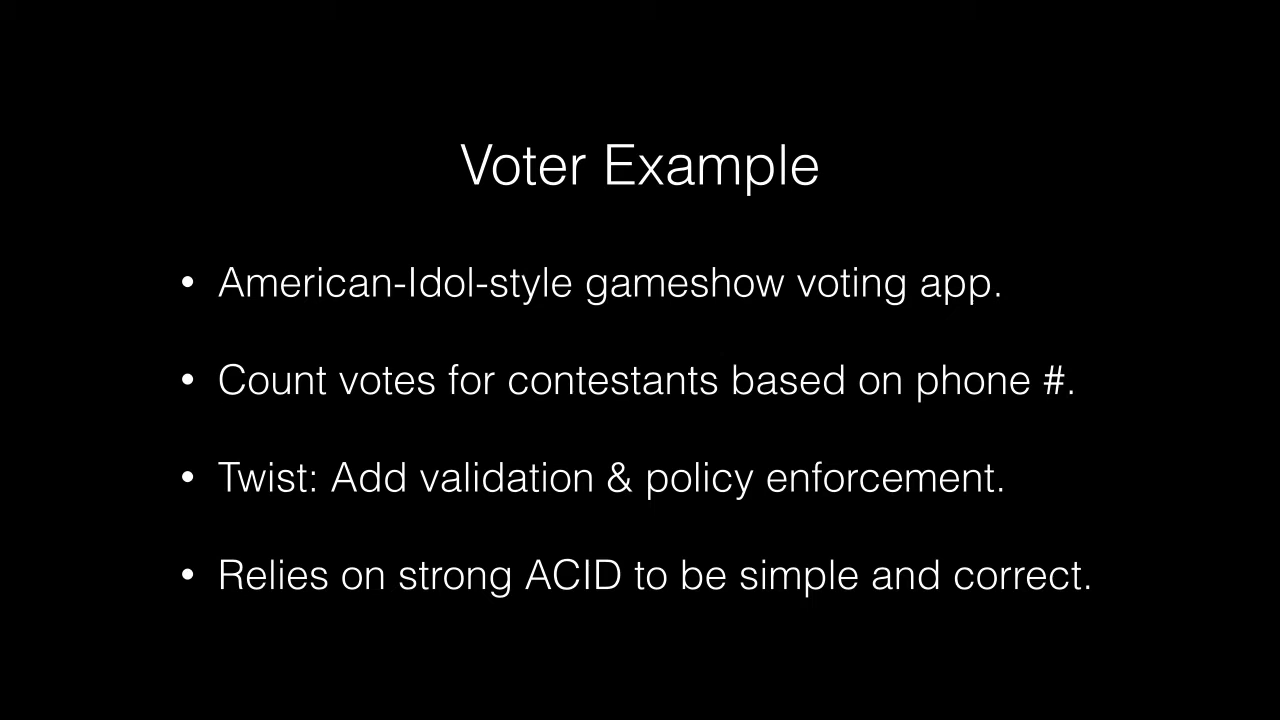 Voter Example
• American-Idol-style gameshow voting app.
• Count votes for contestants based on phone #.
• Twist: Add validation & policy enforcement.
• Relies on strong ACID to be simple and correct.